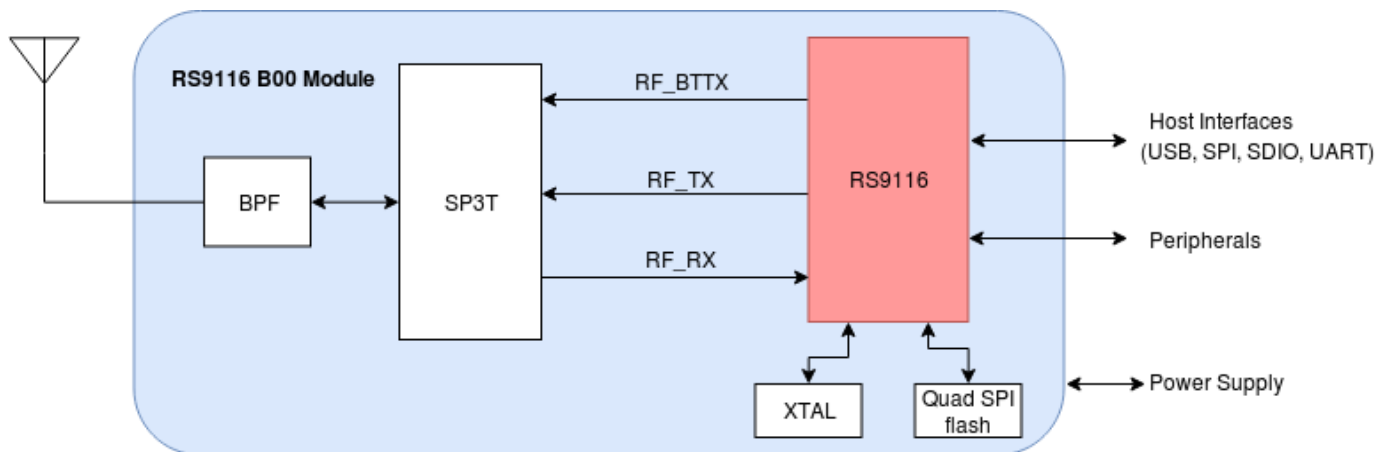 RS9116 B00 Module
RF_BTTX
RF_TX
RF_RX
BPF
SP3T
RS9116
Host Interfaces
(USB, SPI, SDIO, UART)
Peripherals
Power Supply
XTAL
Quad SPI
flash